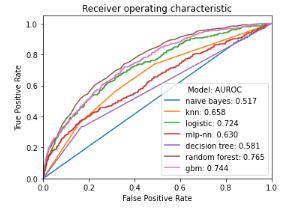 Receiver operating characteristic
1.0
0.8
0.6
0.4
0.2
0.0
True Positive Rate
Model: AUROC
naive bayes: 0.517
knn: 0.658
logistic: 0.724
mlp-nn: 0.630
decision tree: 0.581
random forest: 0.765
gbm: 0.744
0.0 0.2 0.4 0.6 0.8 1.0
False Positive Rate